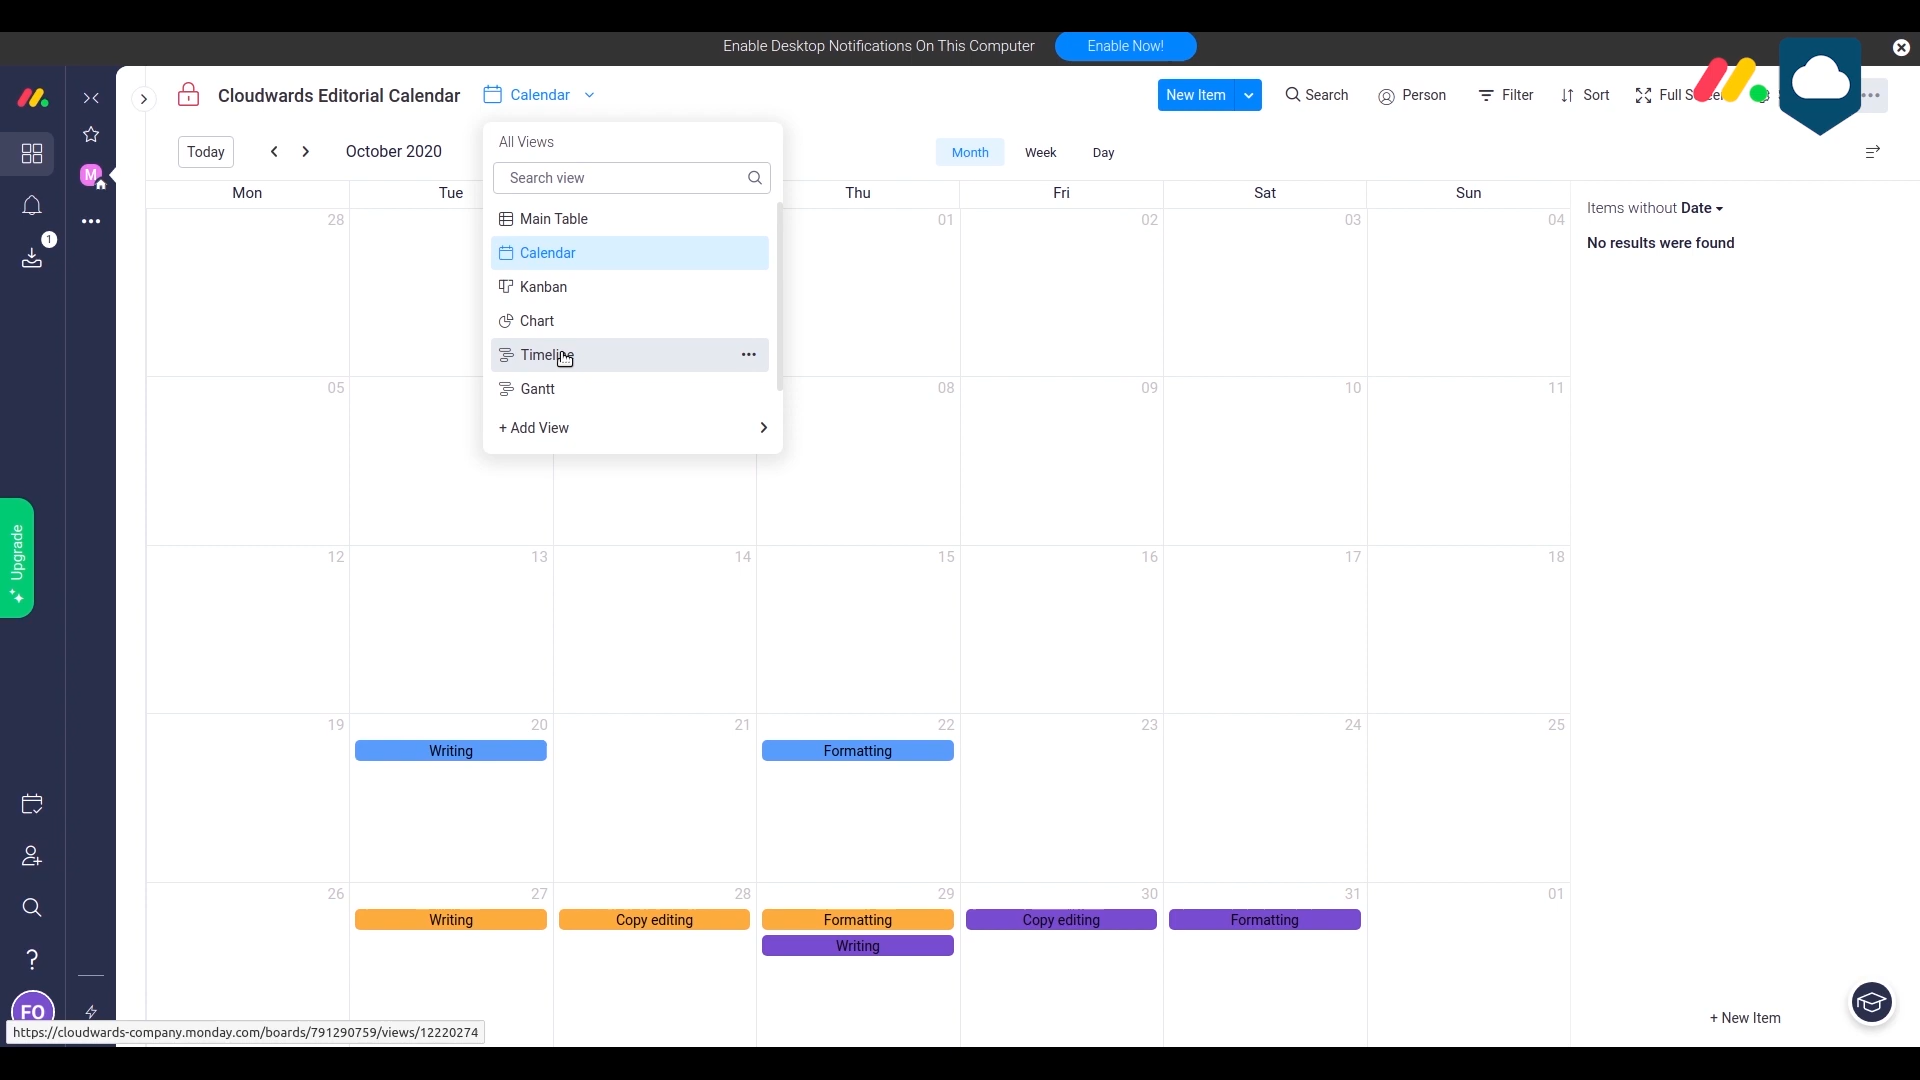 Enable Desktop Notifications On This Computer Enable Now!
Cloudwards Editorial Calendar Calendar New Item Search Person Filter Sort
All Views
Today October 2020 Month Week Day
Search view
Mon Tue Thu Fri Sat Sun
Items without Date
No results were found
Main Table
Calendar
Kanban
Chart
Timeline
Gantt
+ Add View
28 01 02 03 04
05 08 09 10 11
12 13 14 15 16 17 18
19 20 21 22 23 24 25
Writing Formatting
26 27 28 29 30 31 01
Writing Copy editing Formatting Copy editing Formatting
Writing
M
1
Upgrade
?
FO
+ New Item
https://cloudwards-company.monday.com/boards/791290759/views/12220274